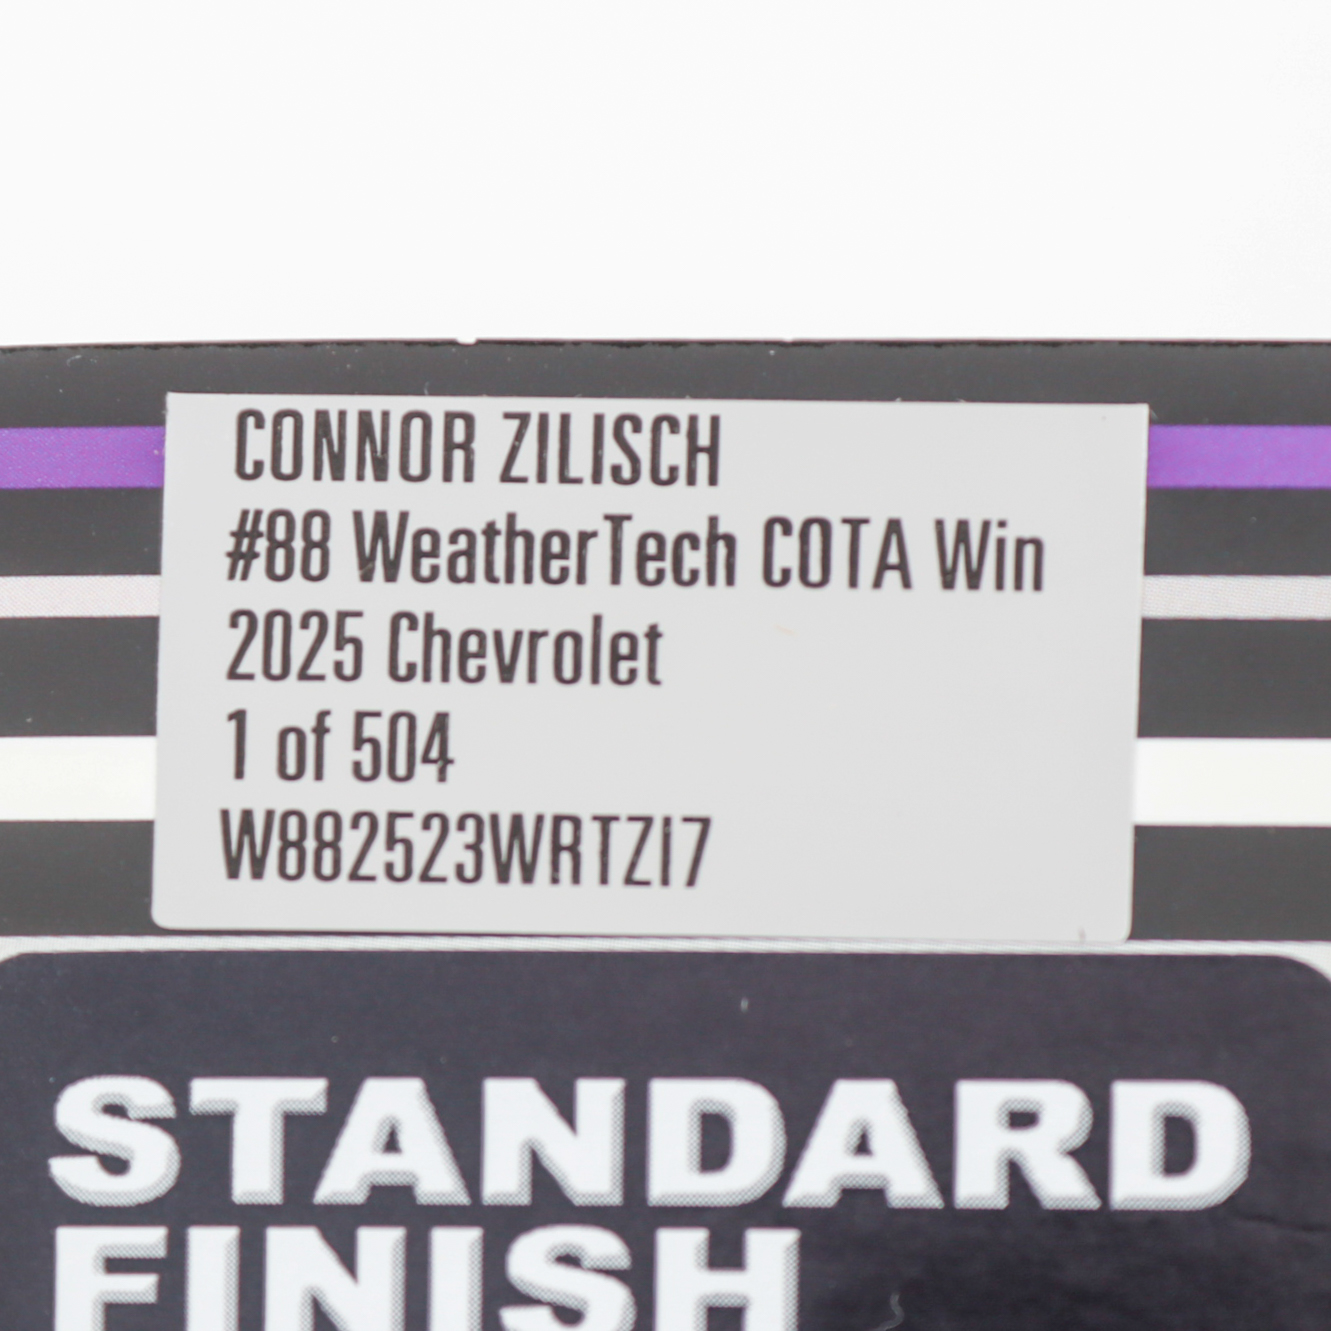 CONNOR ZILISCH
#88 WeatherTech COTA Win
2025 Chevrolet
1 of 504
W882523WRTZI7
STANDARD
FINISH